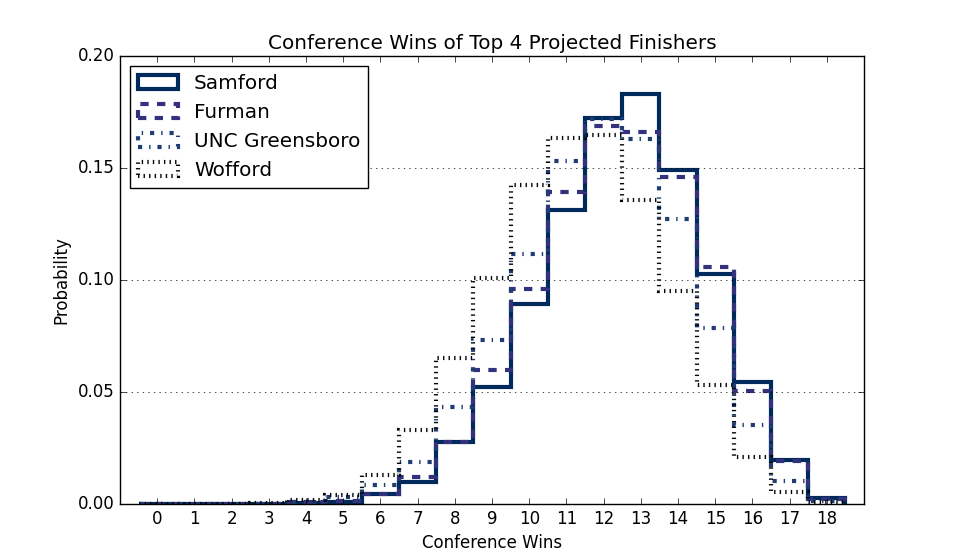 Conference Wins of Top 4 Projected Finishers
0.20
0.15
0.10
0.05
0.00
Probability
Samford
Furman
UNC Greensboro
Wofford
0 1 2 3 4 5 6 7 8 9 10 11 12 13 14 15 16 17 18
Conference Wins